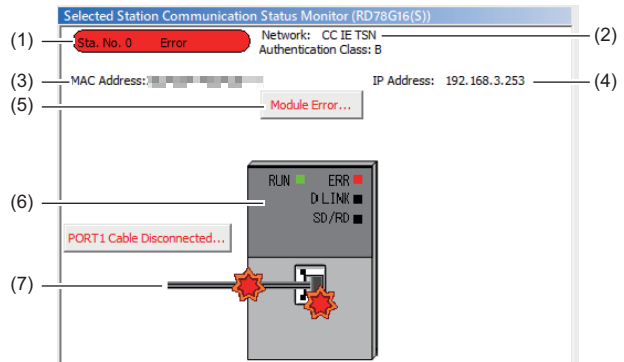 Selected Station Communication Status Monitor (RD78G16(S))
(1)
Sta. No. 0 Error
Network: CC IE TSN
(2)
Authentication Class: B
(3)
MAC Address:
IP Address: 192.168.3.253
(4)
(5)
Module Error...
(6)
RUN ERR
D LINK
SD/RD
PORT1 Cable Disconnected...
(7)